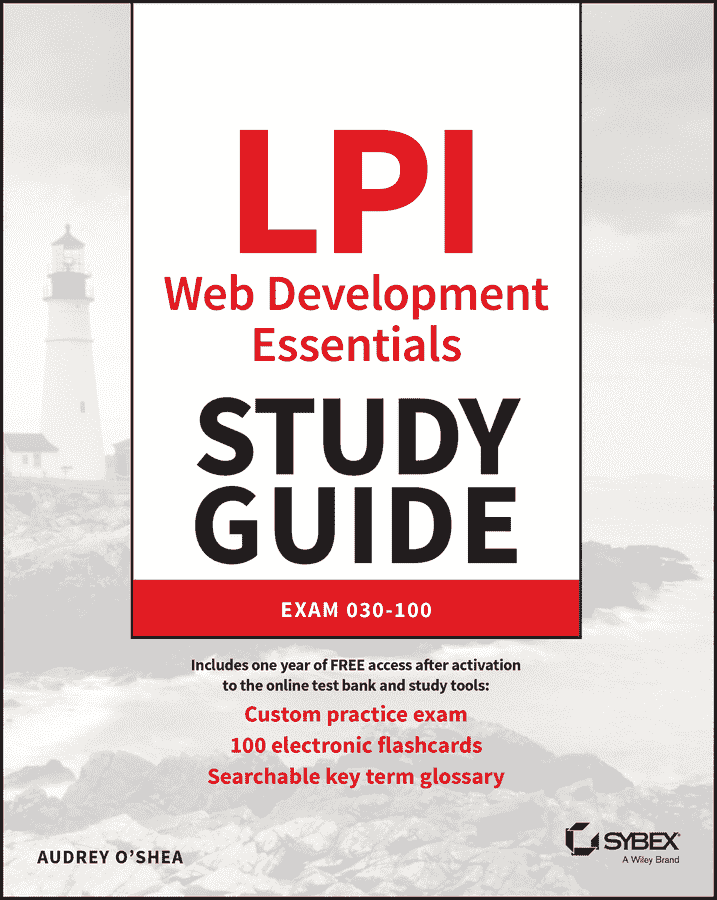 LPI
Web Development
Essentials
STUDY
GUIDE
EXAM 030-100
Includes one year of FREE access after activation
to the online test bank and study tools:
Custom practice exam
100 electronic flashcards
Searchable key term glossary
AUDREY O’SHEA
SYBEX®
A Wiley Brand